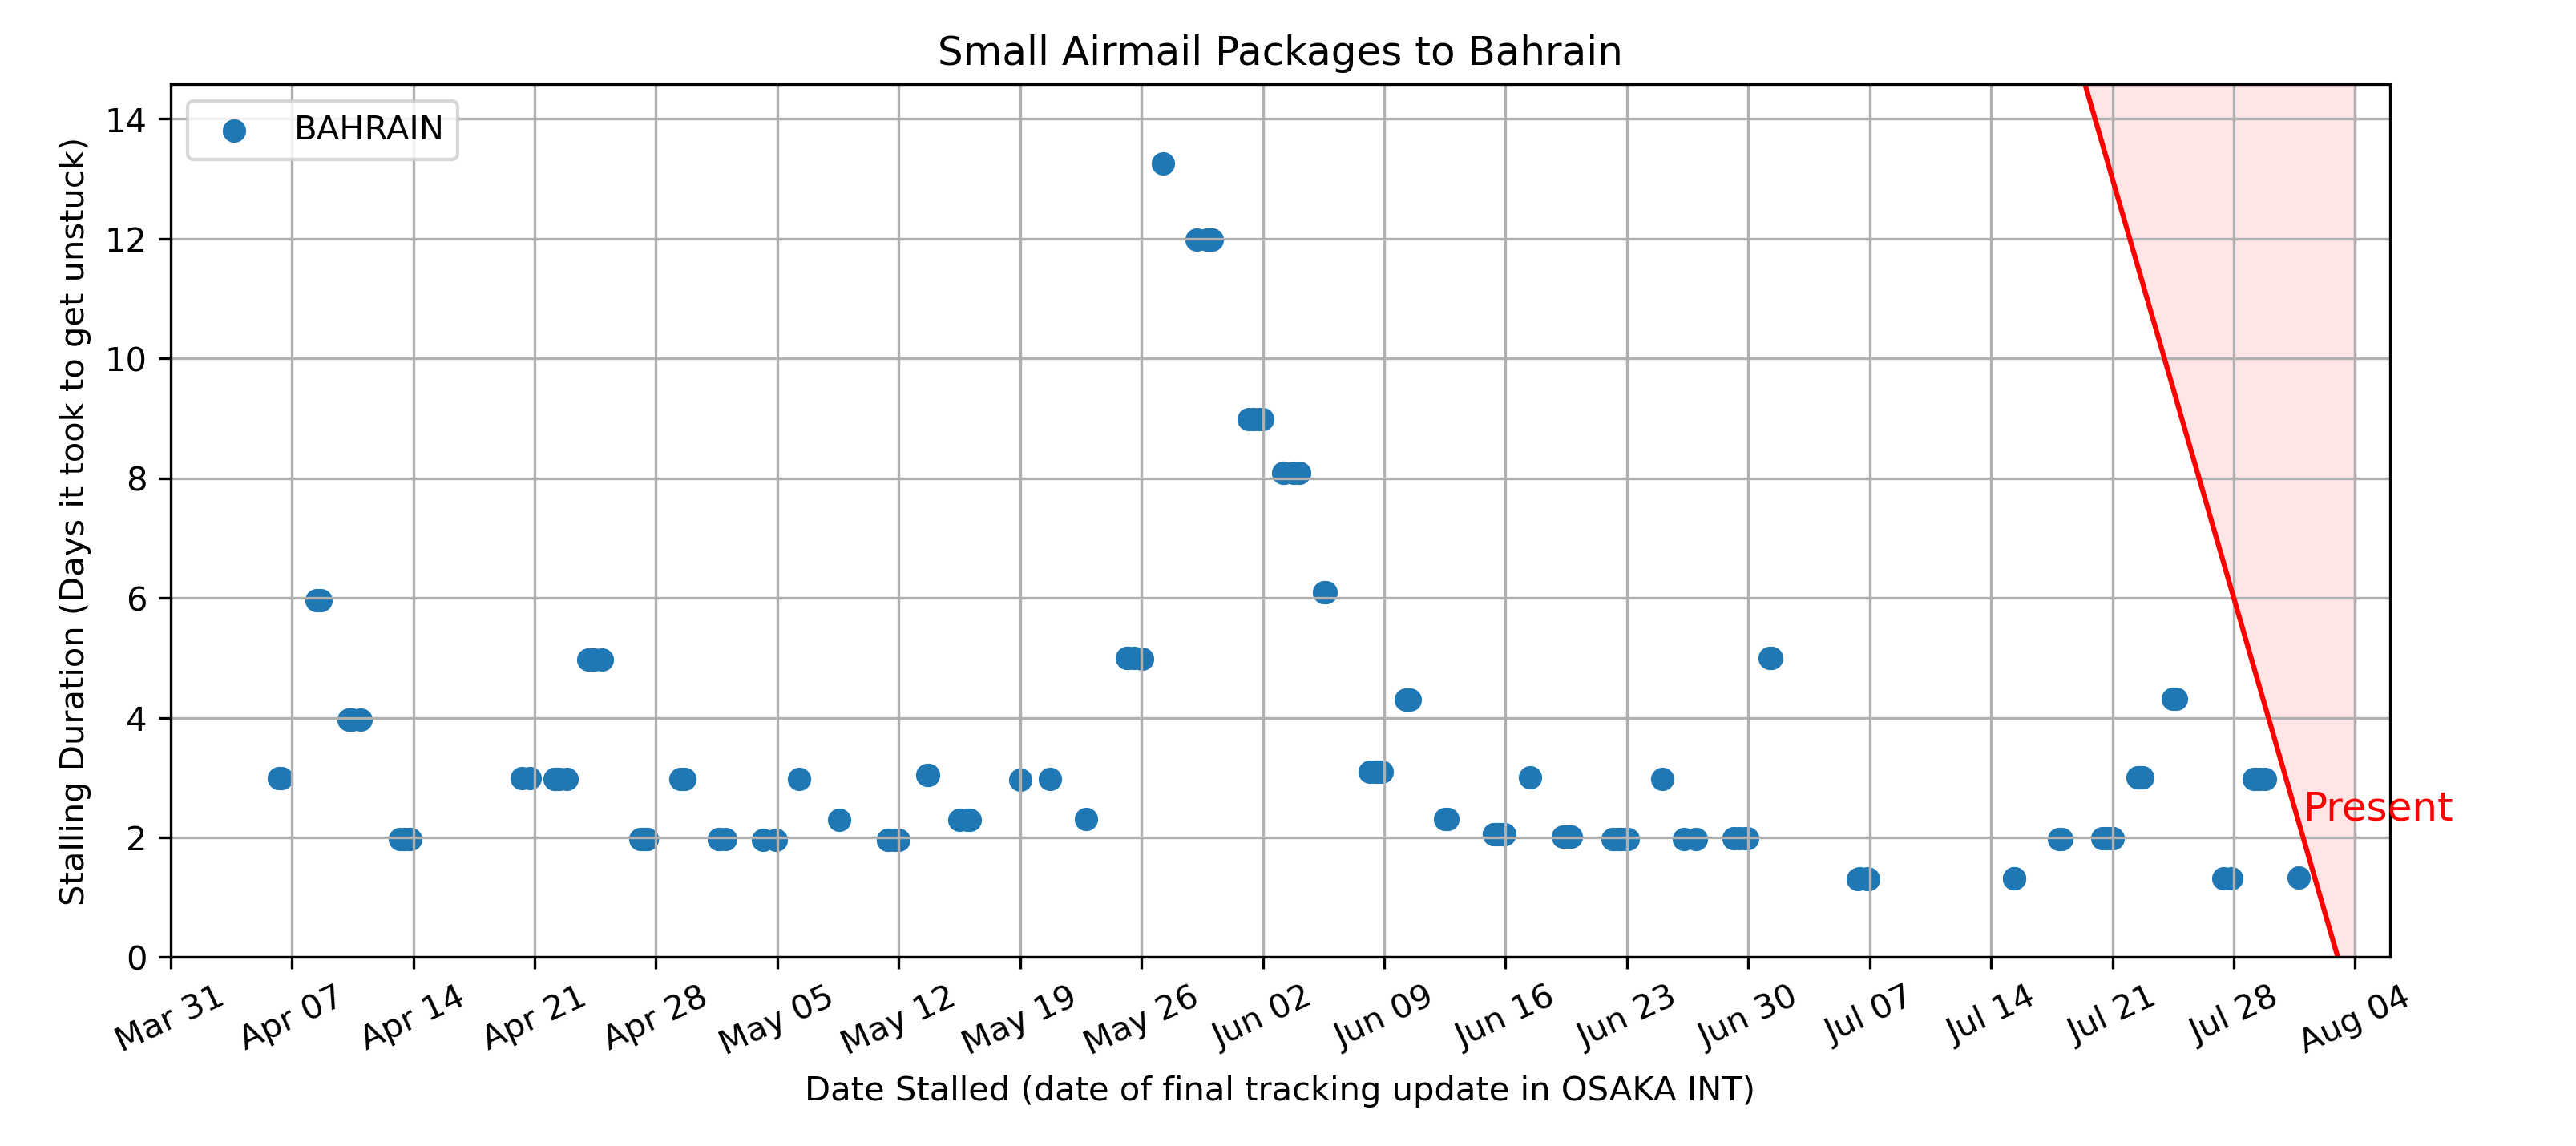 Small Airmail Packages to Bahrain
BAHRAIN
Stalling Duration (Days it took to get unstuck)
14
12
10
8
6
4
2
0
Present
Mar 31
Apr 07
Apr 14
Apr 21
Apr 28
May 05
May 12
May 19
May 26
Jun 02
Jun 09
Jun 16
Jun 23
Jun 30
Jul 07
Jul 14
Jul 21
Jul 28
Aug 04
Date Stalled (date of final tracking update in OSAKA INT)